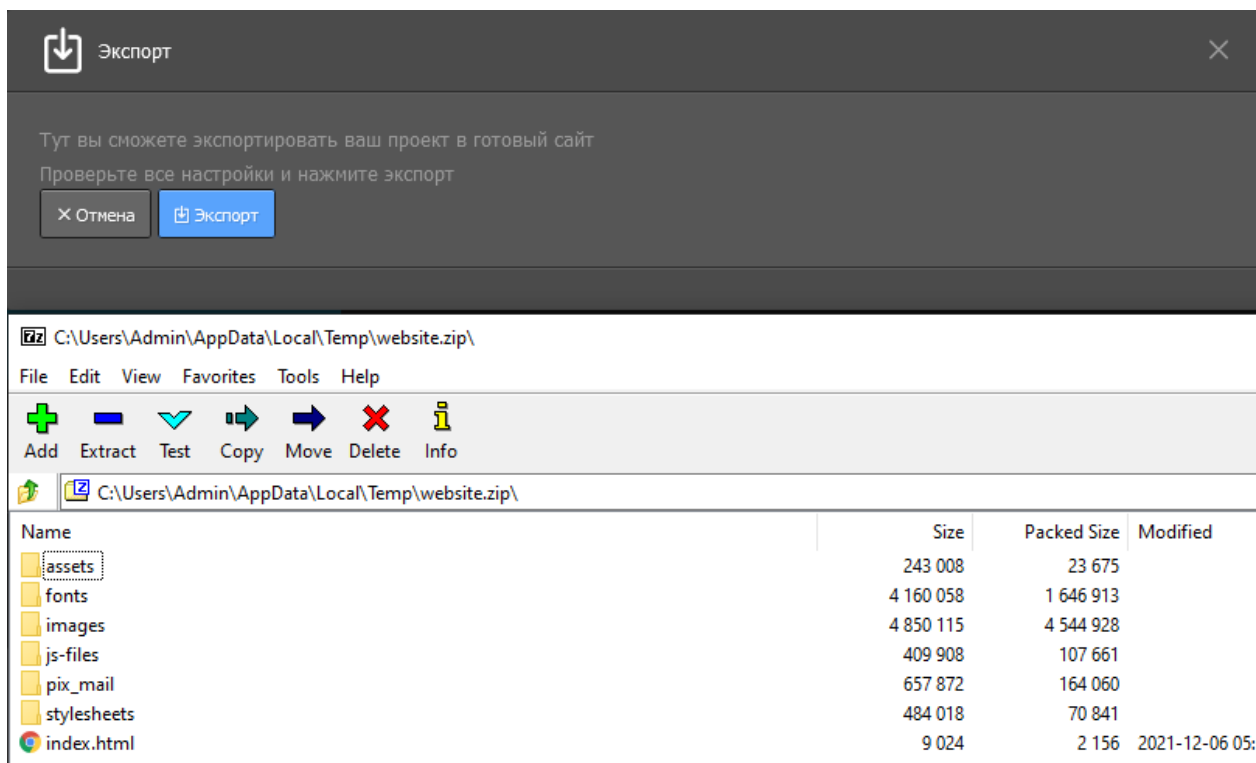 Экспорт
Тут вы сможете экспортировать ваш проект в готовый сайт
Проверьте все настройки и нажмите экспорт
Отмена Экспорт
7z C:\Users\Admin\AppData\Local\Temp\website.zip\
File Edit View Favorites Tools Help
Add Extract Test Copy Move Delete Info
C:\Users\Admin\AppData\Local\Temp\website.zip\
Name Size Packed Size Modified
assets 243 008 23 675
fonts 4 160 058 1 646 913
images 4 850 115 4 544 928
js-files 409 908 107 661
pix_mail 657 872 164 060
stylesheets 484 018 70 841
index.html 9 024 2 156 2021-12-06 05: